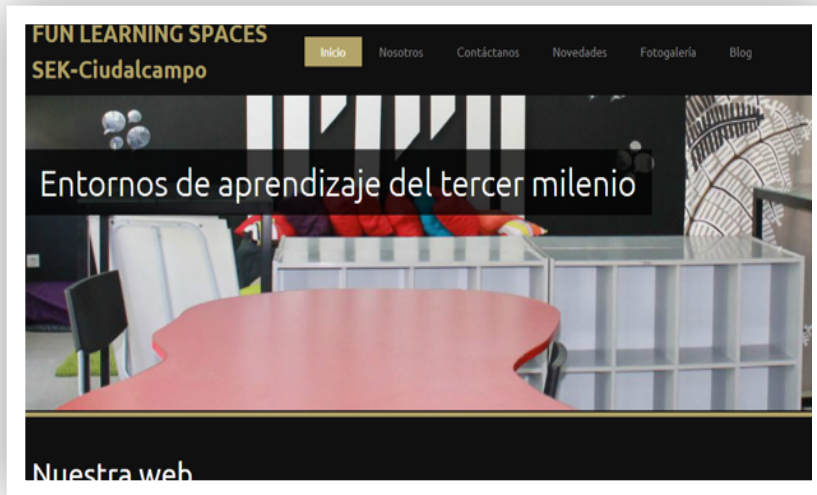 FUN LEARNING SPACES
SEK-Ciudalcampo
Inicio Nosotros Contáctanos Novedades Fotogalería Blog
Entornos de aprendizaje del tercer milenio
Nuestra web